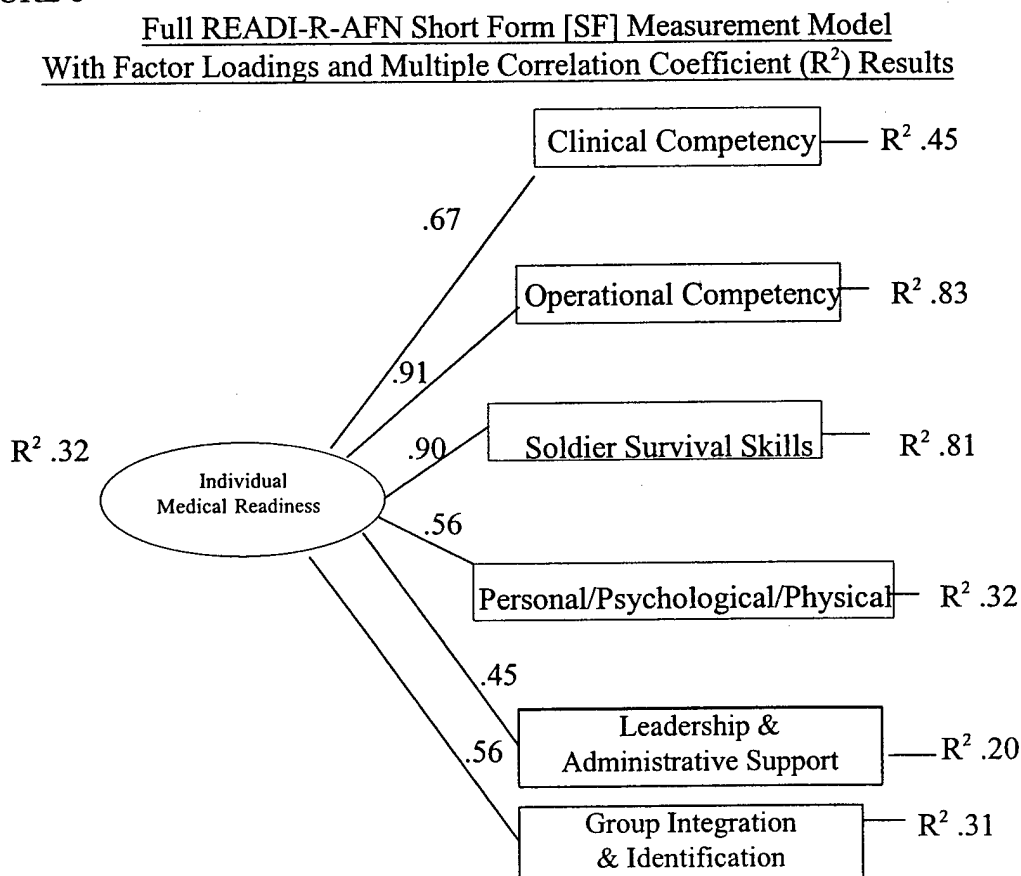 Full READI-R-AFN Short Form [SF] Measurement Model
With Factor Loadings and Multiple Correlation Coefficient (R²) Results
Clinical Competency
R² .45
.67
Operational Competency
R² .83
.91
Soldier Survival Skills
R² .81
.90
R² .32
Individual
Medical Readiness
.56
Personal/Psychological/Physical
R² .32
.45
Leadership &
Administrative Support
R² .20
.56
Group Integration
& Identification
R² .31